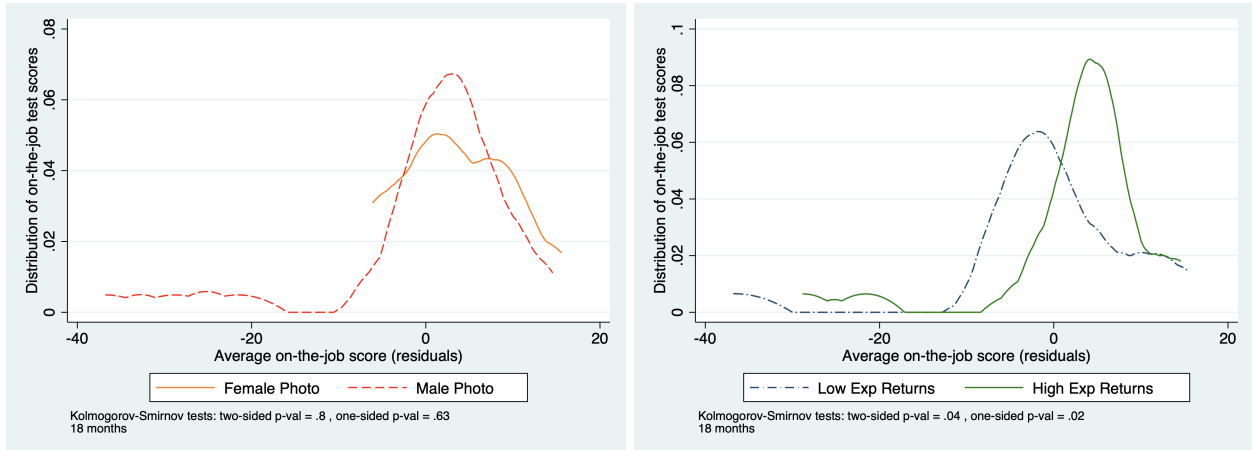 .08
.06
.04
.02
0
Distribution of on-the-job test scores
-40
-20
0
20
Average on-the-job score (residuals)
Female Photo
Male Photo
Kolmogorov-Smirnov tests: two-sided p-val = .8 , one-sided p-val = .63
18 months
.1
.08
.06
.04
.02
0
Distribution of on-the-job test scores
-40
-20
0
20
Average on-the-job score (residuals)
Low Exp Returns
High Exp Returns
Kolmogorov-Smirnov tests: two-sided p-val = .04 , one-sided p-val = .02
18 months